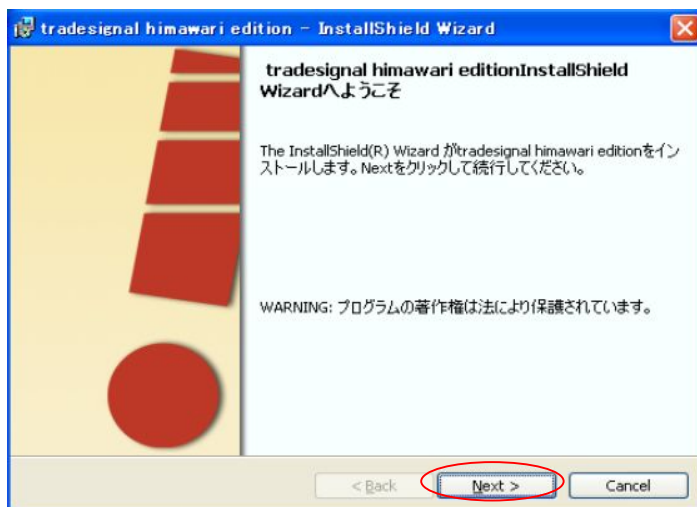 tradesignal himawari edition - InstallShield Wizard
tradesignal himawari editionInstallShield
Wizardへようこそ
The InstallShield(R) Wizard がtradesignal himawari editionをイン
ストールします。Nextをクリックして続行してください。
WARNING: プログラムの著作権は法により保護されています。
< Back Next > Cancel